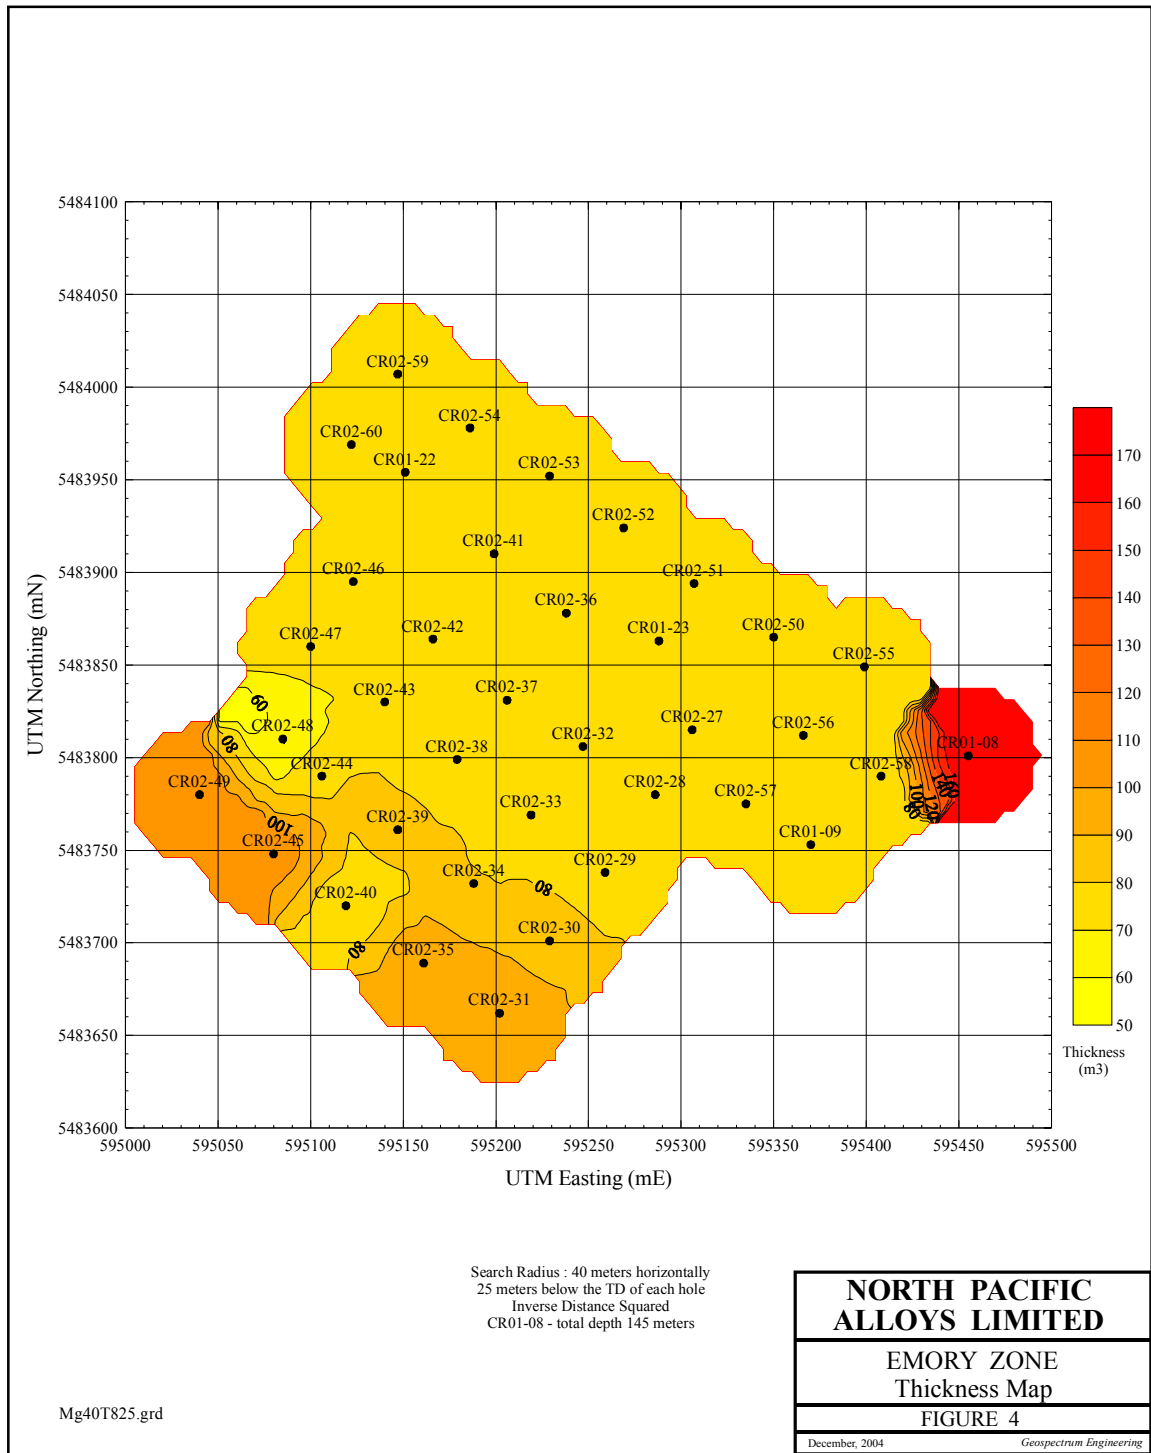 5484100
5484050
5484000
5483950
5483900
5483850
5483800
5483750
5483700
5483650
5483600
UTM Northing (mN)
CR02-59
CR02-54
CR02-60
CR01-22
CR02-53
CR02-52
CR02-41
CR02-46
CR02-51
CR02-36
CR02-47
CR02-42
CR01-23
CR02-50
CR02-55
CR02-43
CR02-37
60
CR02-48
CR02-27
CR02-56
CR02-32
80
CR02-38
CR01-08
CR02-44
CR02-58
CR02-49
CR02-28
CR02-57
160
140
120
100
80
CR02-33
CR02-39
100
CR02-45
CR01-09
CR02-34
CR02-29
80
CR02-40
CR02-30
80
CR02-35
CR02-31
170
160
150
140
130
120
110
100
90
80
70
60
50
Thickness
(m3)
595000 595050 595100 595150 595200 595250 595300 595350 595400 595450 595500
UTM Easting (mE)
Search Radius : 40 meters horizontally
25 meters below the TD of each hole
Inverse Distance Squared
CR01-08 - total depth 145 meters
NORTH PACIFIC
ALLOYS LIMITED
EMORY ZONE
Thickness Map
FIGURE 4
December, 2004 Geospectrum Engineering
Mg40T825.grd